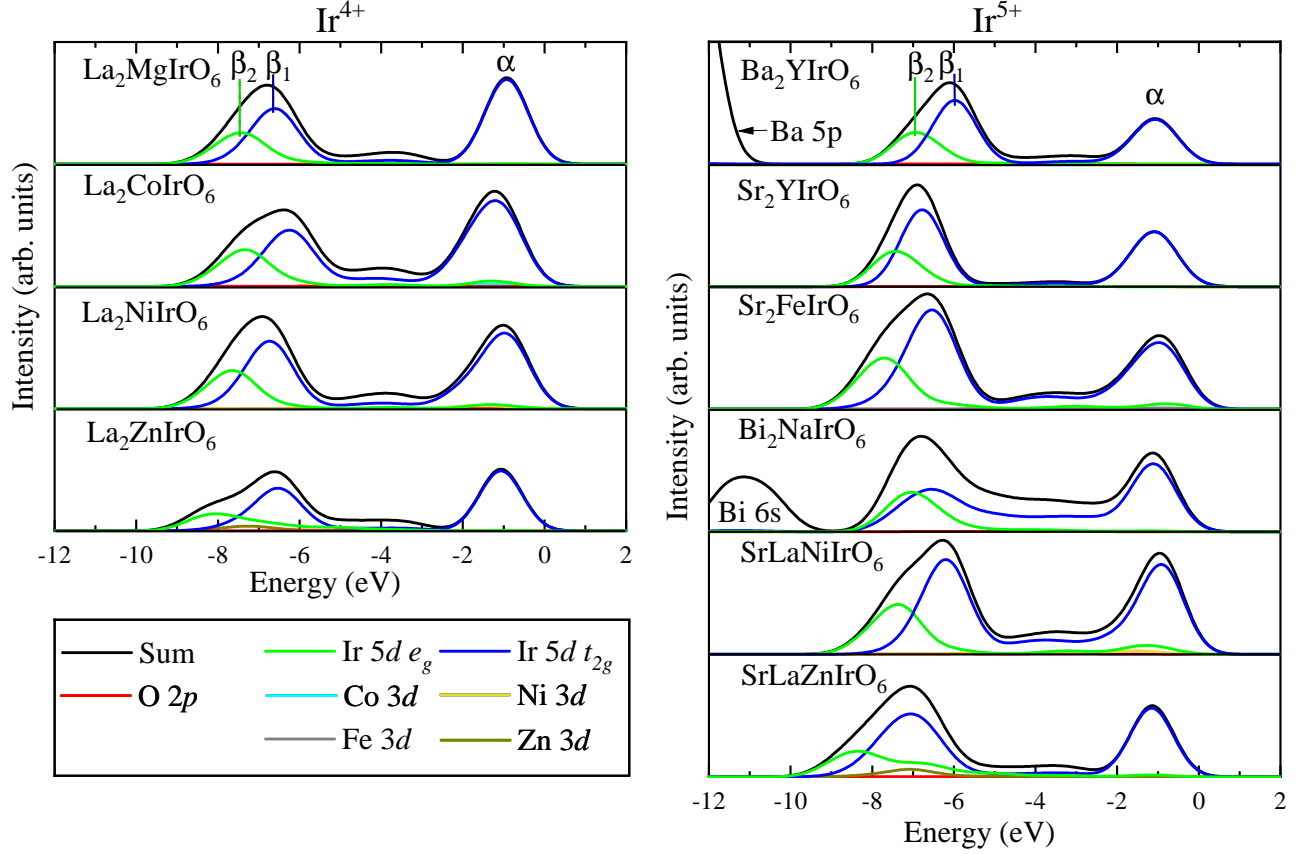 Ir⁴⁺
Ir⁵⁺
La₂MgIrO₆
β₂ β₁
α
La₂CoIrO₆
La₂NiIrO₆
La₂ZnIrO₆
Intensity (arb. units)
-12 -10 -8 -6 -4 -2 0 2
Energy (eV)
Sum
Ir 5d e_g
Ir 5d t₂g
O 2p
Co 3d
Ni 3d
Fe 3d
Zn 3d
Ba₂YIrO₆
β₂ β₁
α
Ba 5p
Sr₂YIrO₆
Sr₂FeIrO₆
Bi₂NaIrO₆
Bi 6s
SrLaNiIrO₆
SrLaZnIrO₆
Intensity (arb. units)
-12 -10 -8 -6 -4 -2 0 2
Energy (eV)